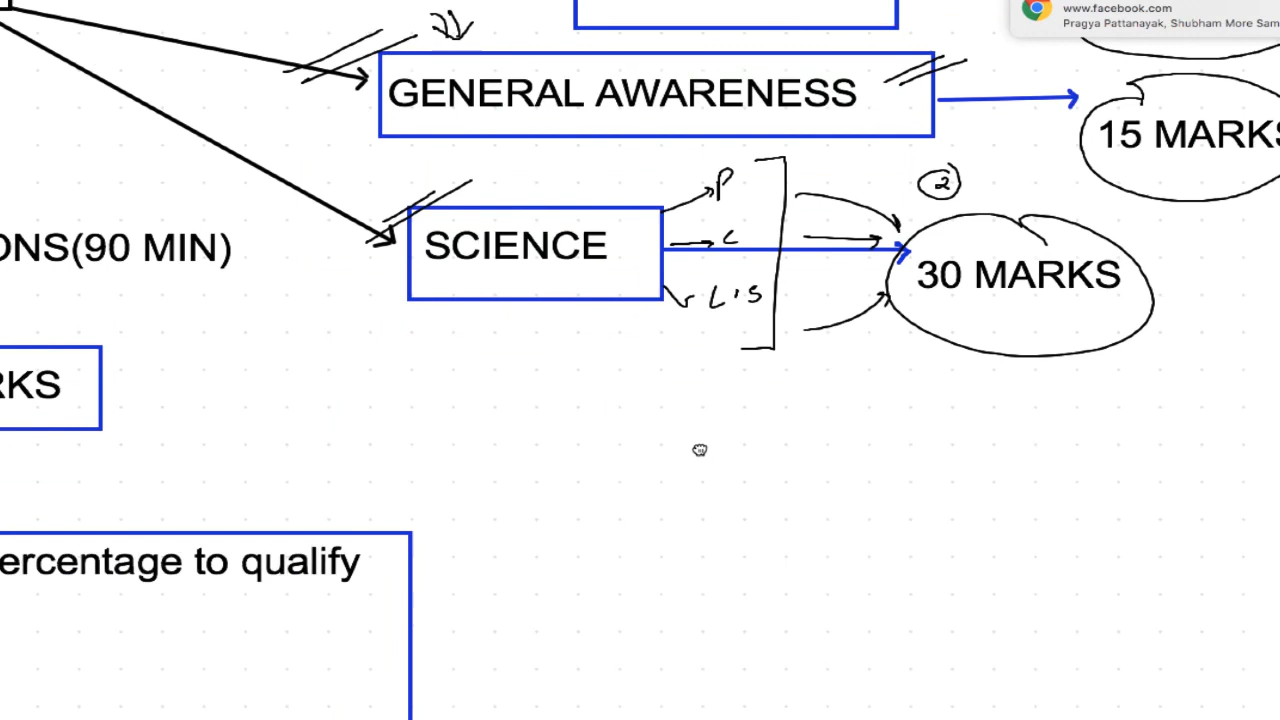 www.facebook.com
Pragya Pattanayak, Shubham More Sam
GENERAL AWARENESS
15 MARKS
P
2
SCIENCE
C
ONS(90 MIN)
30 MARKS
L.S
RKS
ercentage to qualify